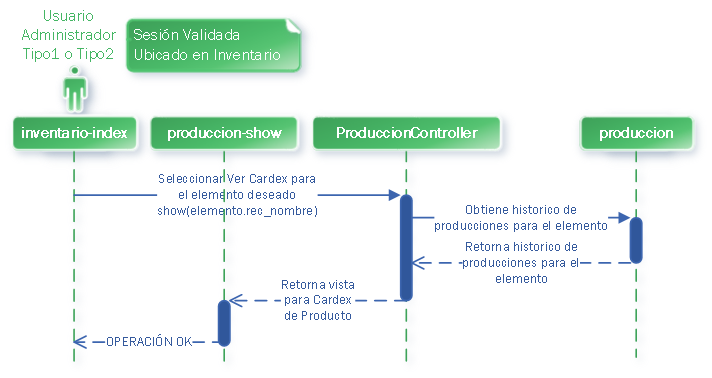 Usuario
Administrador
Tipo1 o Tipo2
Sesión Validada
Ubicado en Inventario
inventario-index
produccion-show
ProduccionController
produccion
Seleccionar Ver Cardex para
el elemento deseado
show(elemento.rec_nombre)
Obtiene historico de
producciones para el elemento
Retorna historico de
producciones para el
elemento
Retorna vista
para Cardex
de Producto
OPERACIÓN OK